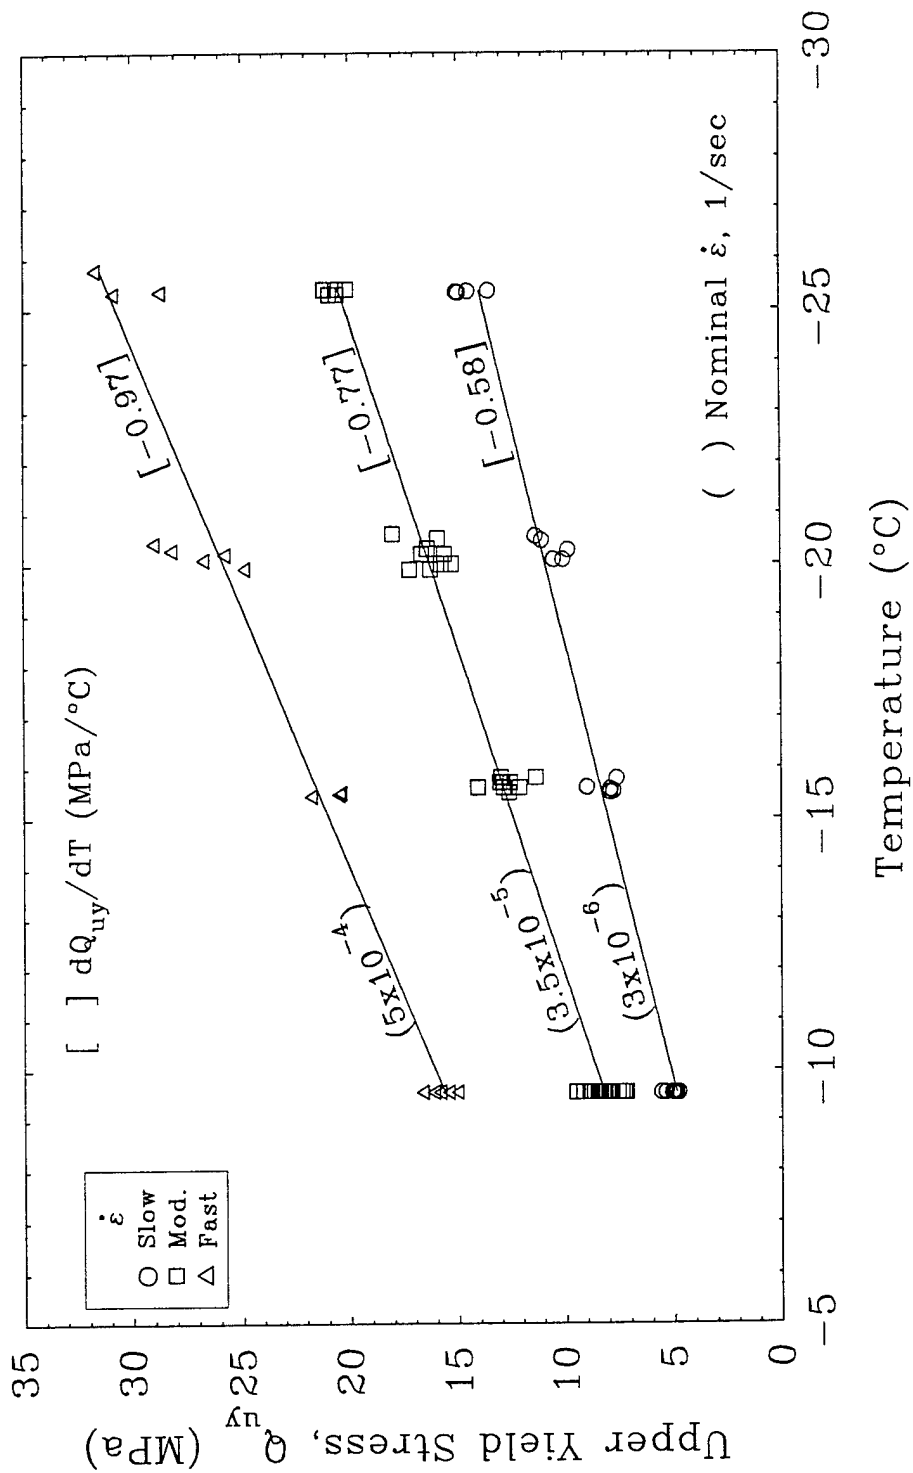 35
30
25
20
15
10
5
0
Upper Yield Stress, Q_uy (MPa)
ε̇
Slow
Mod.
Fast
[ ] dQ_uy/dT (MPa/°C)
[-0.97]
[-0.77]
[-0.58]
(5x10⁻⁴)
(3.5x10⁻⁵)
(3x10⁻⁶)
( ) Nominal ε̇, 1/sec
-5
-10
-15
-20
-25
-30
Temperature (°C)